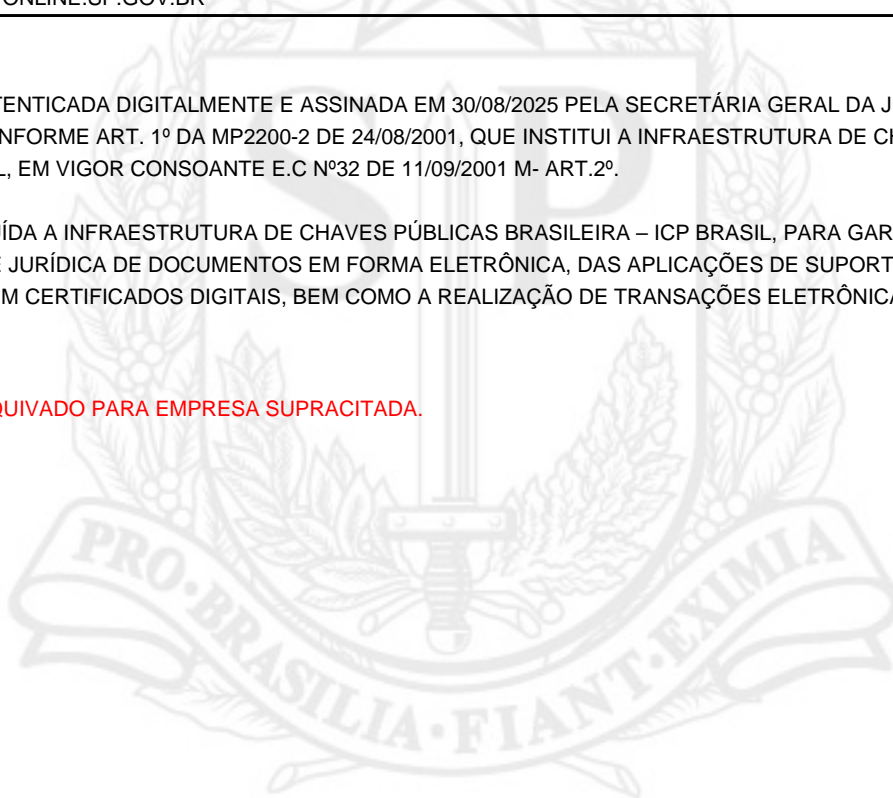 ONLINE.SP.GOV.BR
TENTICADA DIGITALMENTE E ASSINADA EM 30/08/2025 PELA SECRETÁRIA GERAL DA J
NFORME ART. 1º DA MP2200-2 DE 24/08/2001, QUE INSTITUI A INFRAESTRUTURA DE CH
L, EM VIGOR CONSOANTE E.C Nº32 DE 11/09/2001 M- ART.2º.
ÍDA A INFRAESTRUTURA DE CHAVES PÚBLICAS BRASILEIRA – ICP BRASIL, PARA GAR
E JURÍDICA DE DOCUMENTOS EM FORMA ELETRÔNICA, DAS APLICAÇÕES DE SUPORT
M CERTIFICADOS DIGITAIS, BEM COMO A REALIZAÇÃO DE TRANSAÇÕES ELETRÔNICA
QUIVADO PARA EMPRESA SUPRACITADA.
SP
PRO·BRASILIA·FIANT·EXIMIA